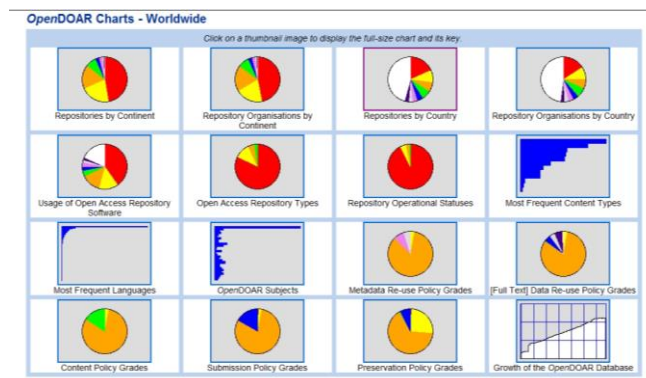 OpenDOAR Charts - Worldwide
Click on a thumbnail image to display the full-size chart and its key.
Repositories by Continent
Repository Organisations by
Continent
Repositories by Country
Repository Organisations by Country
Usage of Open Access Repository
Software
Open Access Repository Types
Repository Operational Statuses
Most Frequent Content Types
Most Frequent Languages
OpenDOAR Subjects
Metadata Re-use Policy Grades
[Full Text] Data Re-use Policy Grades
Content Policy Grades
Submission Policy Grades
Preservation Policy Grades
Growth of the OpenDOAR Database